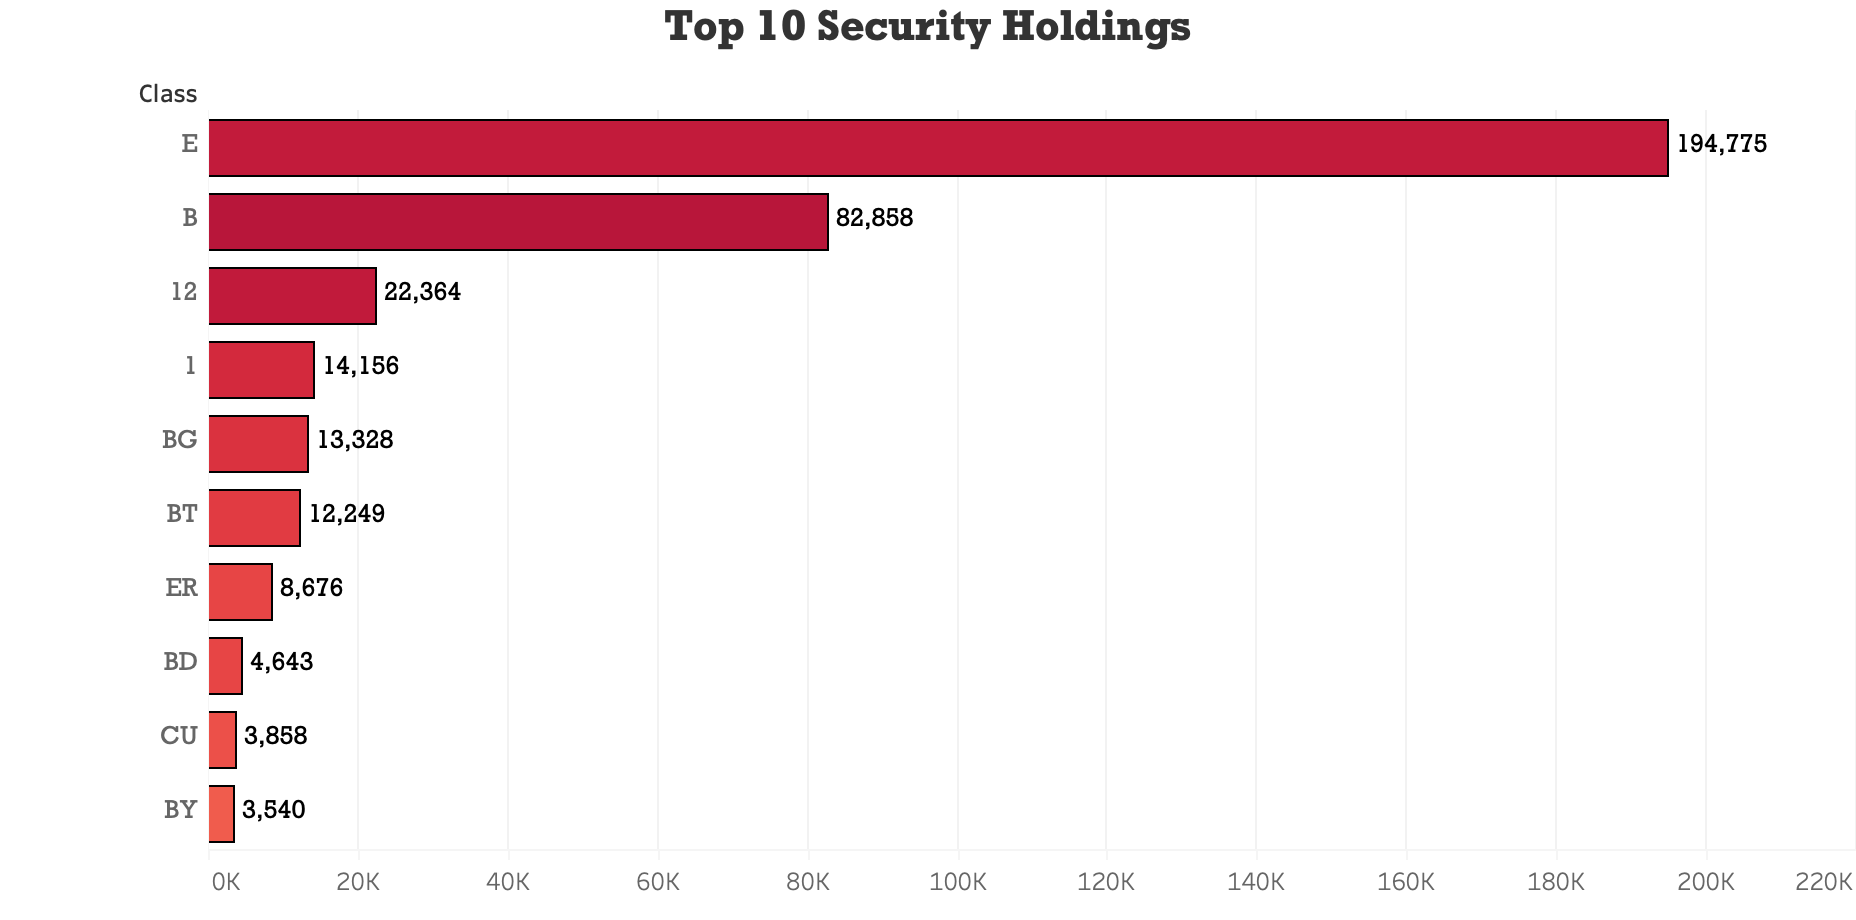 Top 10 Security Holdings
Class
E 194,775
B 82,858
12 22,364
1 14,156
BG 13,328
BT 12,249
ER 8,676
BD 4,643
CU 3,858
BY 3,540
0K 20K 40K 60K 80K 100K 120K 140K 160K 180K 200K 220K